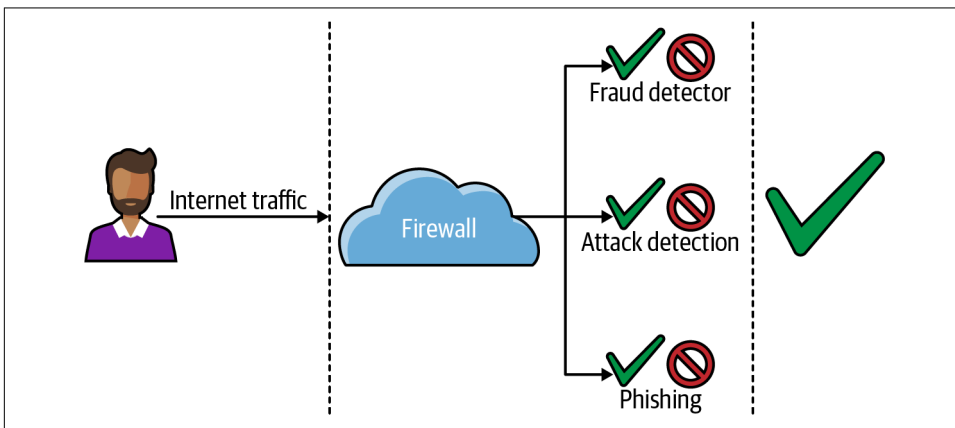 Internet traffic
Firewall
Fraud detector
Attack detection
Phishing